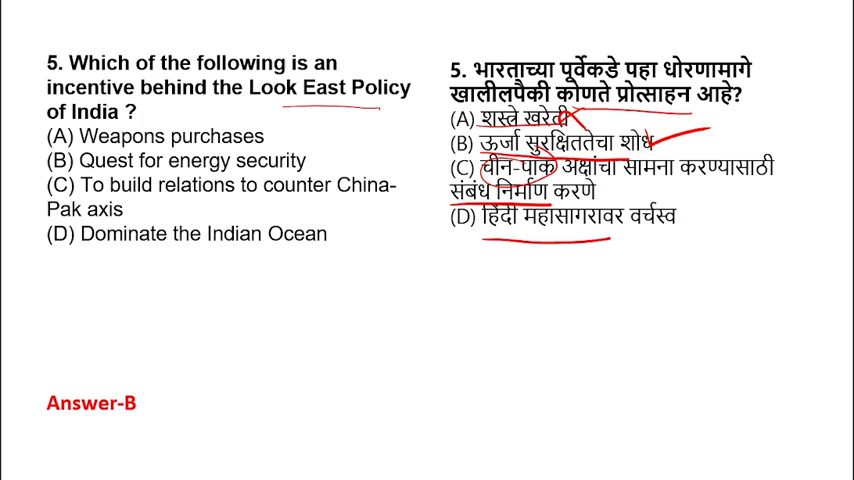 5. Which of the following is an
incentive behind the Look East Policy
of India ?
(A) Weapons purchases
(B) Quest for energy security
(C) To build relations to counter China-
Pak axis
(D) Dominate the Indian Ocean
5. भारताच्या पूर्वेकडे पहा धोरणामागे
खालीलपैकी कोणते प्रोत्साहन आहे?
(A) शस्त्रे खरेदी
(B) ऊर्जा सुरक्षिततेचा शोध
(C) चीन-पाक अक्षांचा सामना करण्यासाठी
संबंध निर्माण करणे
(D) हिंदी महासागरावर वर्चस्व
Answer-B